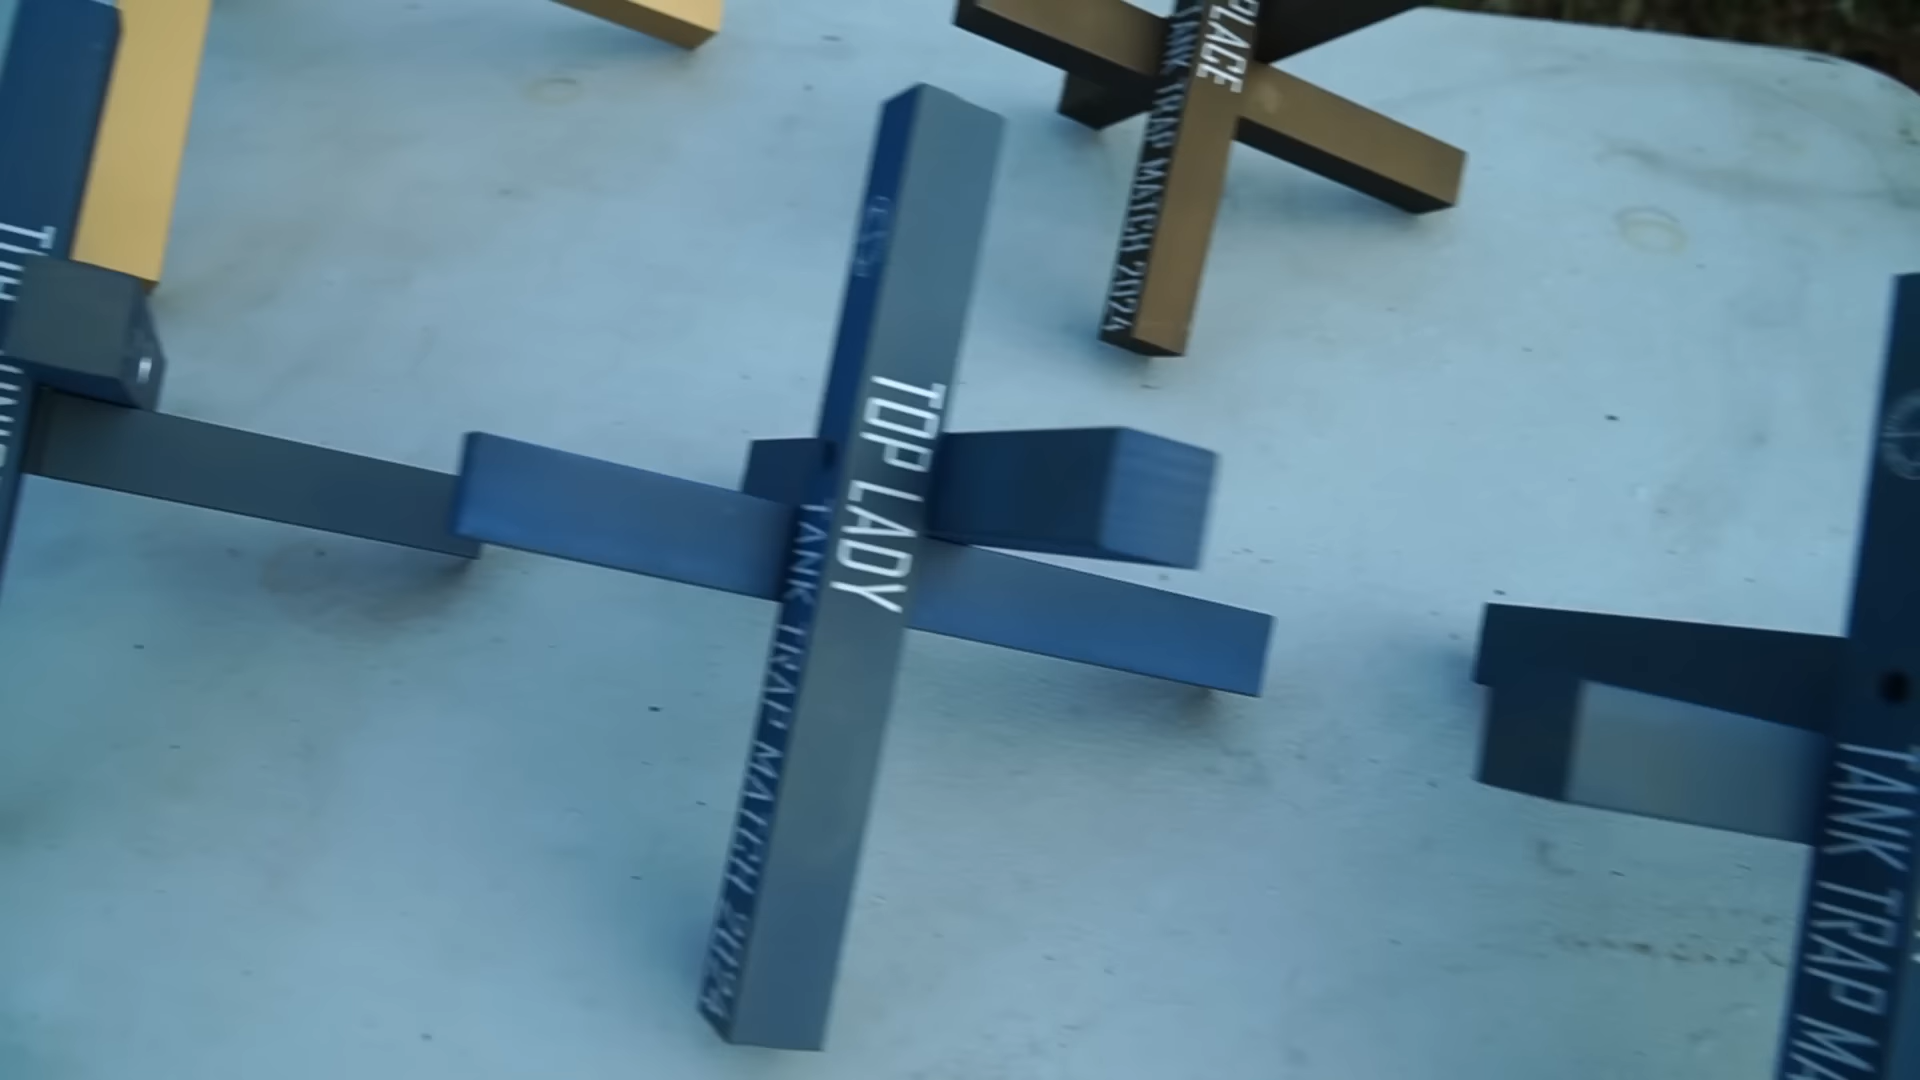 PLACE
TANK TRAP MATCH 2024
TOP LADY
TANK TRAP MATCH 2024
TANK TRAP MA